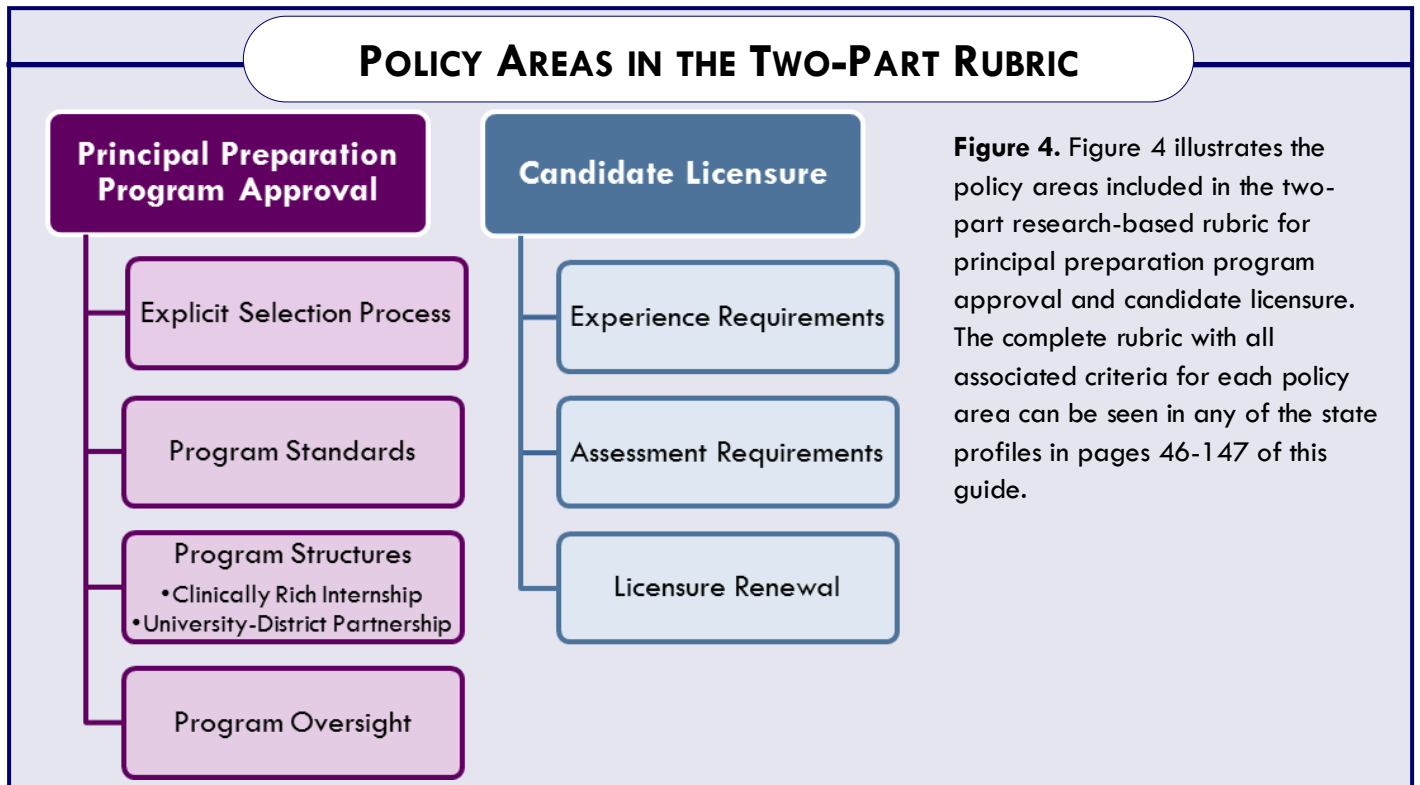 POLICY AREAS IN THE TWO-PART RUBRIC
Principal Preparation
Program Approval
Explicit Selection Process
Program Standards
Program Structures
•Clinically Rich Internship
•University-District Partnership
Program Oversight
Candidate Licensure
Experience Requirements
Assessment Requirements
Licensure Renewal
Figure 4. Figure 4 illustrates the
policy areas included in the two-
part research-based rubric for
principal preparation program
approval and candidate licensure.
The complete rubric with all
associated criteria for each policy
area can be seen in any of the state
profiles in pages 46-147 of this
guide.